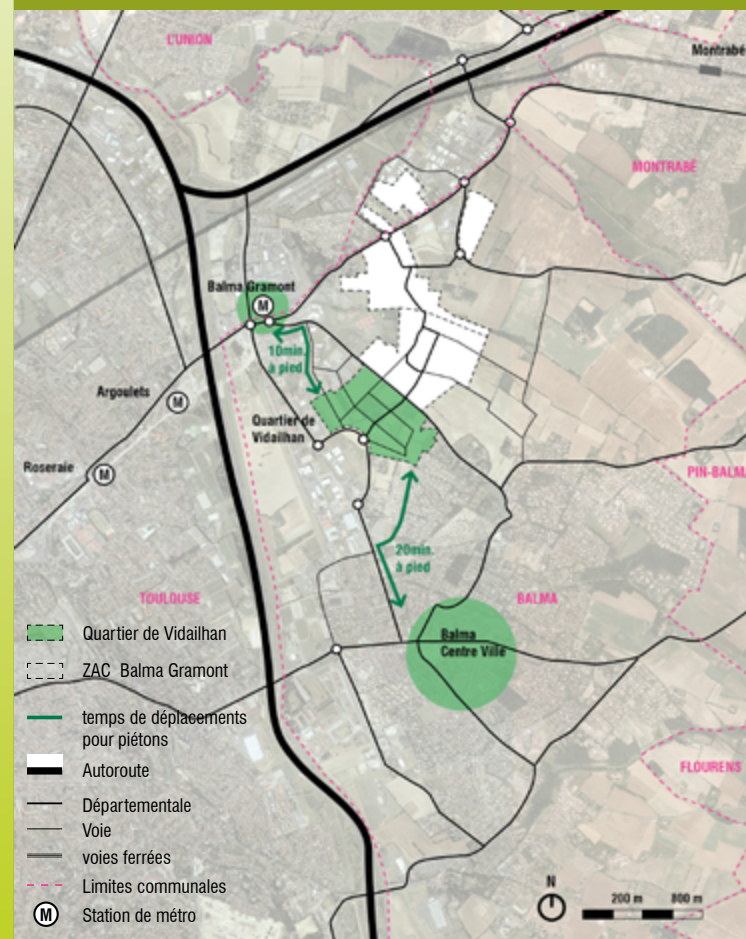 L'UNION
Montrabé
MONTRABÉ
Balma Gramont
M
10min.
à pied
Argoulets
M
Quartier de
Vidailhan
Roseraie
M
PIN-BALMA
20min.
à pied
TOULOUSE
BALMA
Balma
Centre Ville
FLOURENS
Quartier de Vidailhan
ZAC Balma Gramont
temps de déplacements
pour piétons
Autoroute
Départementale
Voie
voies ferrées
Limites communales
M Station de métro
N
200 m 800 m